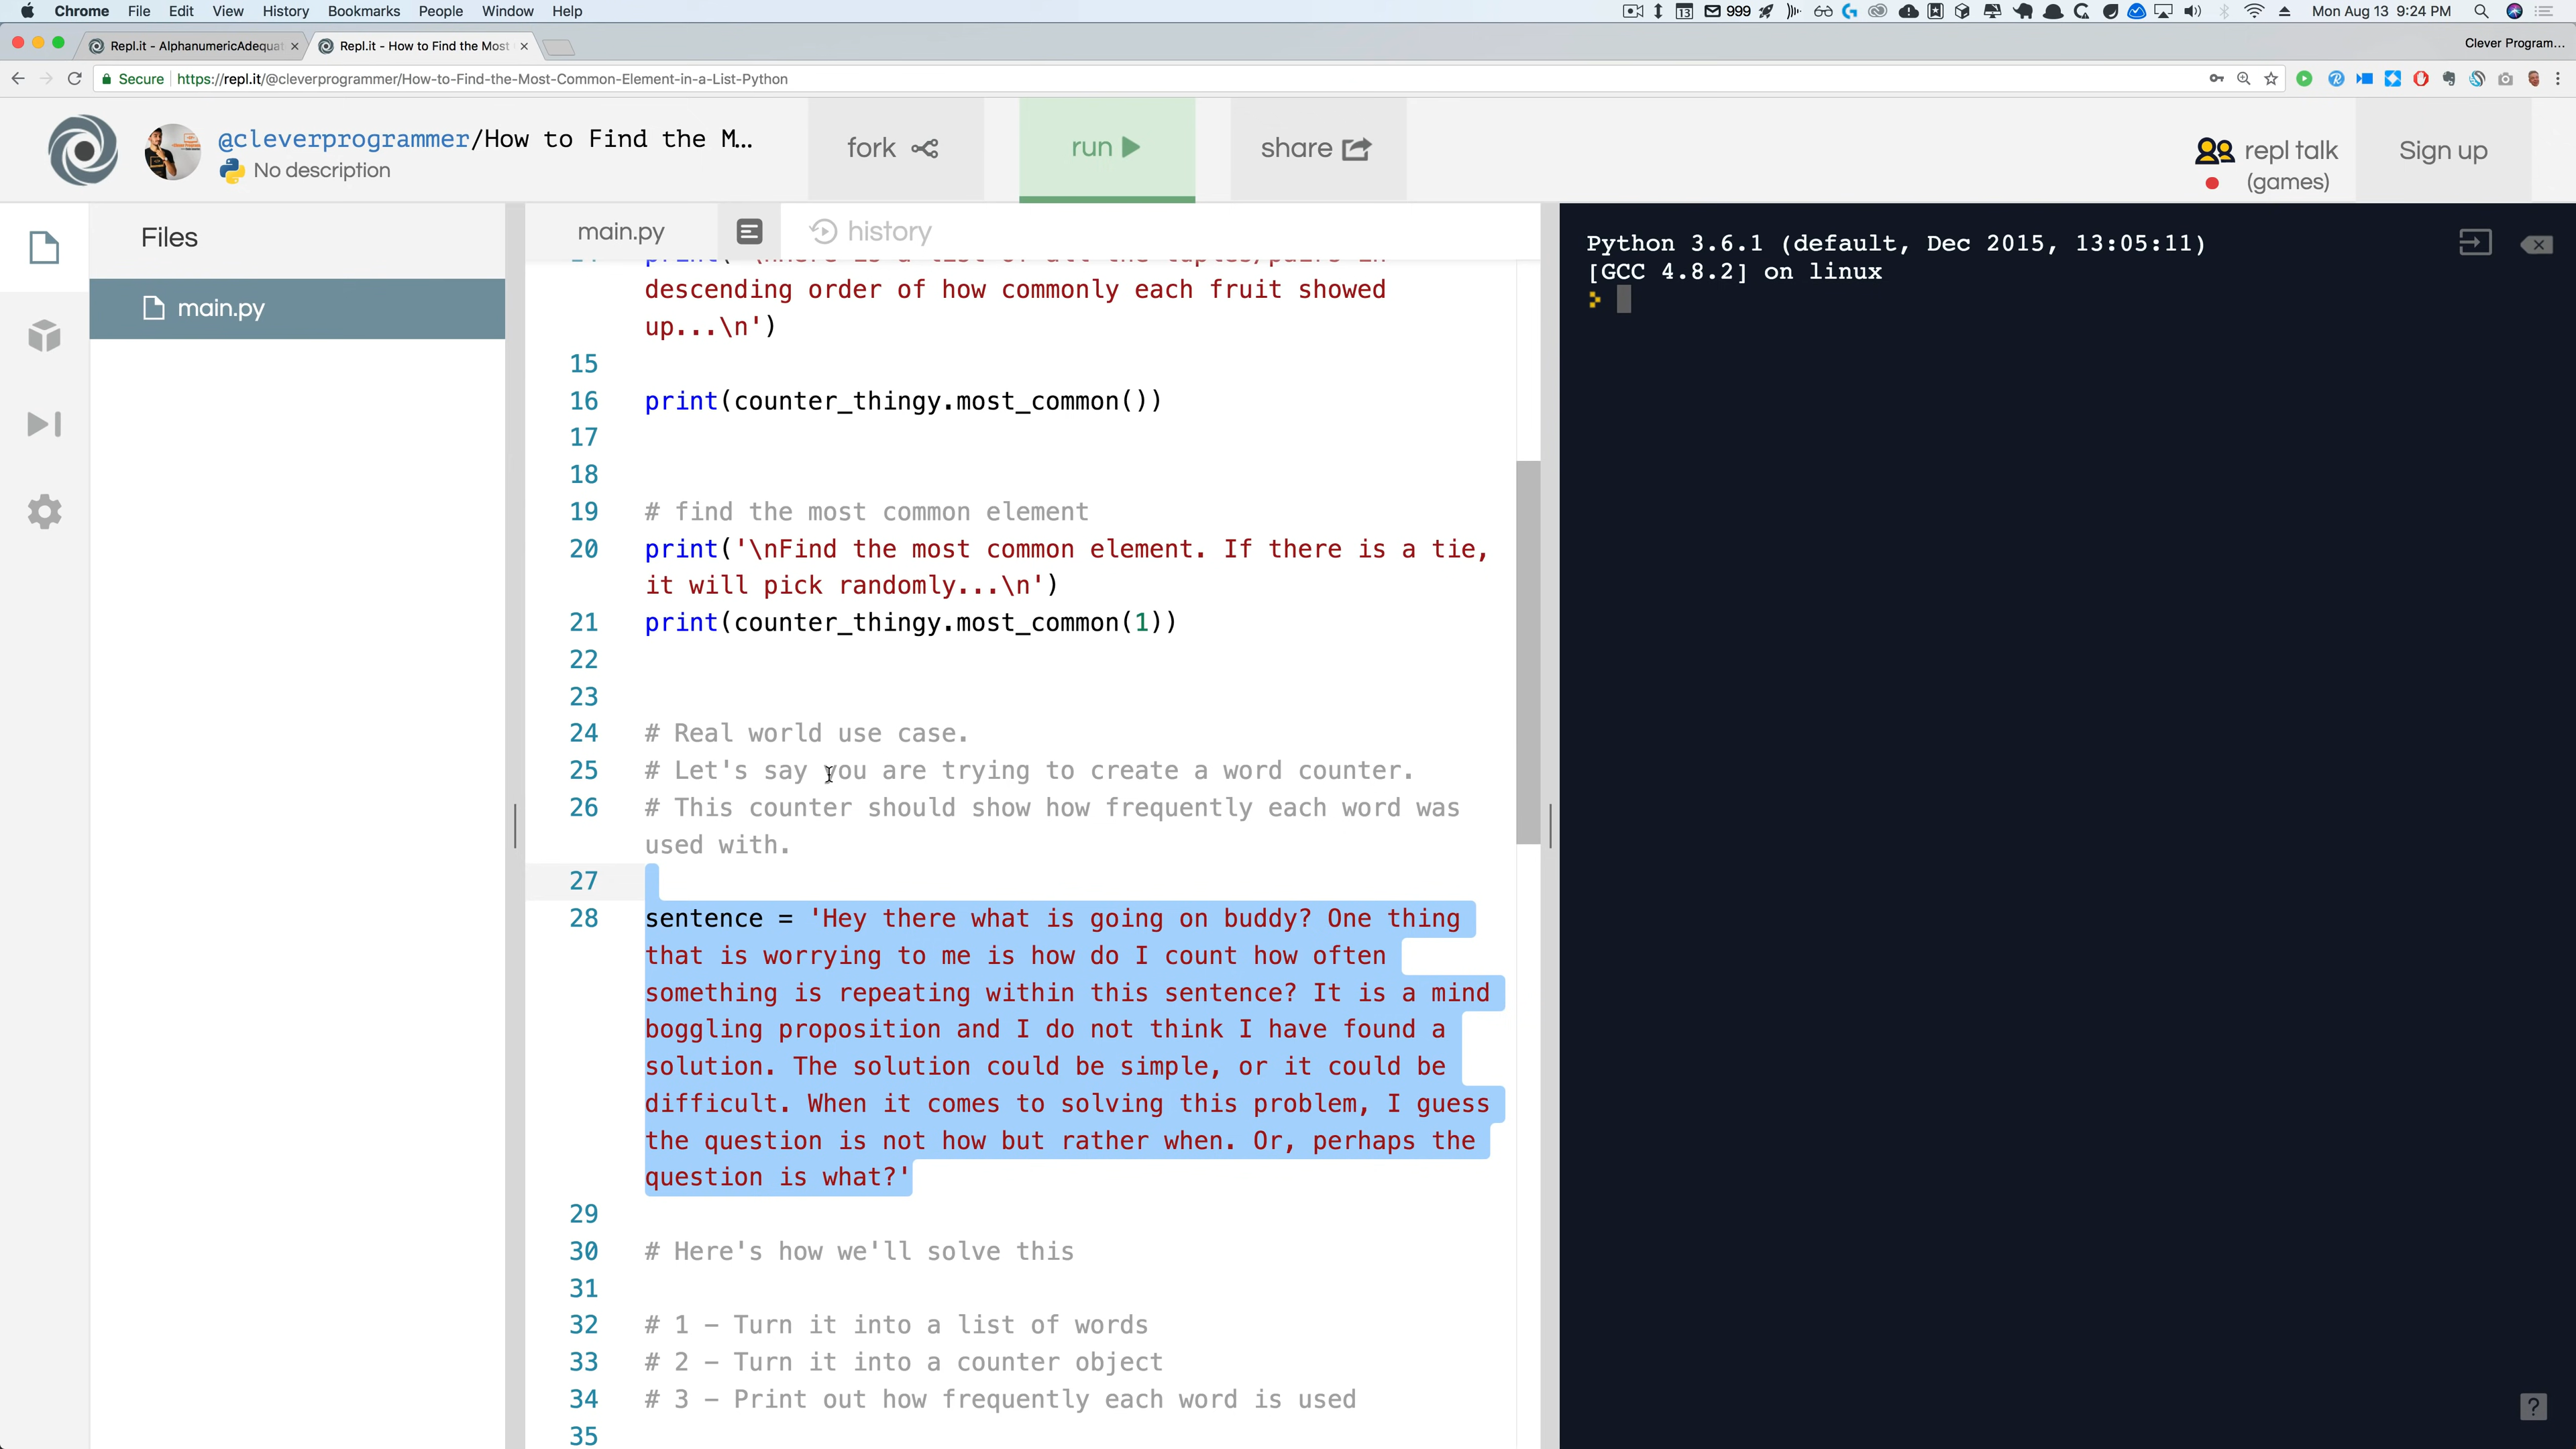 Chrome File Edit View History Bookmarks People Window Help
13 999 Mon Aug 13 9:24 PM
Repl.it - AlphanumericAdequat
Repl.it - How to Find the Most
Clever Program...
Secure https://repl.it/@cleverprogrammer/How-to-Find-the-Most-Common-Element-in-a-List-Python
@cleverprogrammer/How to Find the M...
No description
fork
run
share
repl talk
(games)
Sign up
Files
main.py
main.py
history
descending order of how commonly each fruit showed
up...\n')
15
16 print(counter_thingy.most_common())
17
18
19 # find the most common element
20 print('\nFind the most common element. If there is a tie,
it will pick randomly...\n')
21 print(counter_thingy.most_common(1))
22
23
24 # Real world use case.
25 # Let's say you are trying to create a word counter.
26 # This counter should show how frequently each word was
used with.
27
28 sentence = 'Hey there what is going on buddy? One thing
that is worrying to me is how do I count how often
something is repeating within this sentence? It is a mind
boggling proposition and I do not think I have found a
solution. The solution could be simple, or it could be
difficult. When it comes to solving this problem, I guess
the question is not how but rather when. Or, perhaps the
question is what?'
29
30 # Here's how we'll solve this
31
32 # 1 – Turn it into a list of words
33 # 2 – Turn it into a counter object
34 # 3 – Print out how frequently each word is used
35
Python 3.6.1 (default, Dec 2015, 13:05:11)
[GCC 4.8.2] on linux